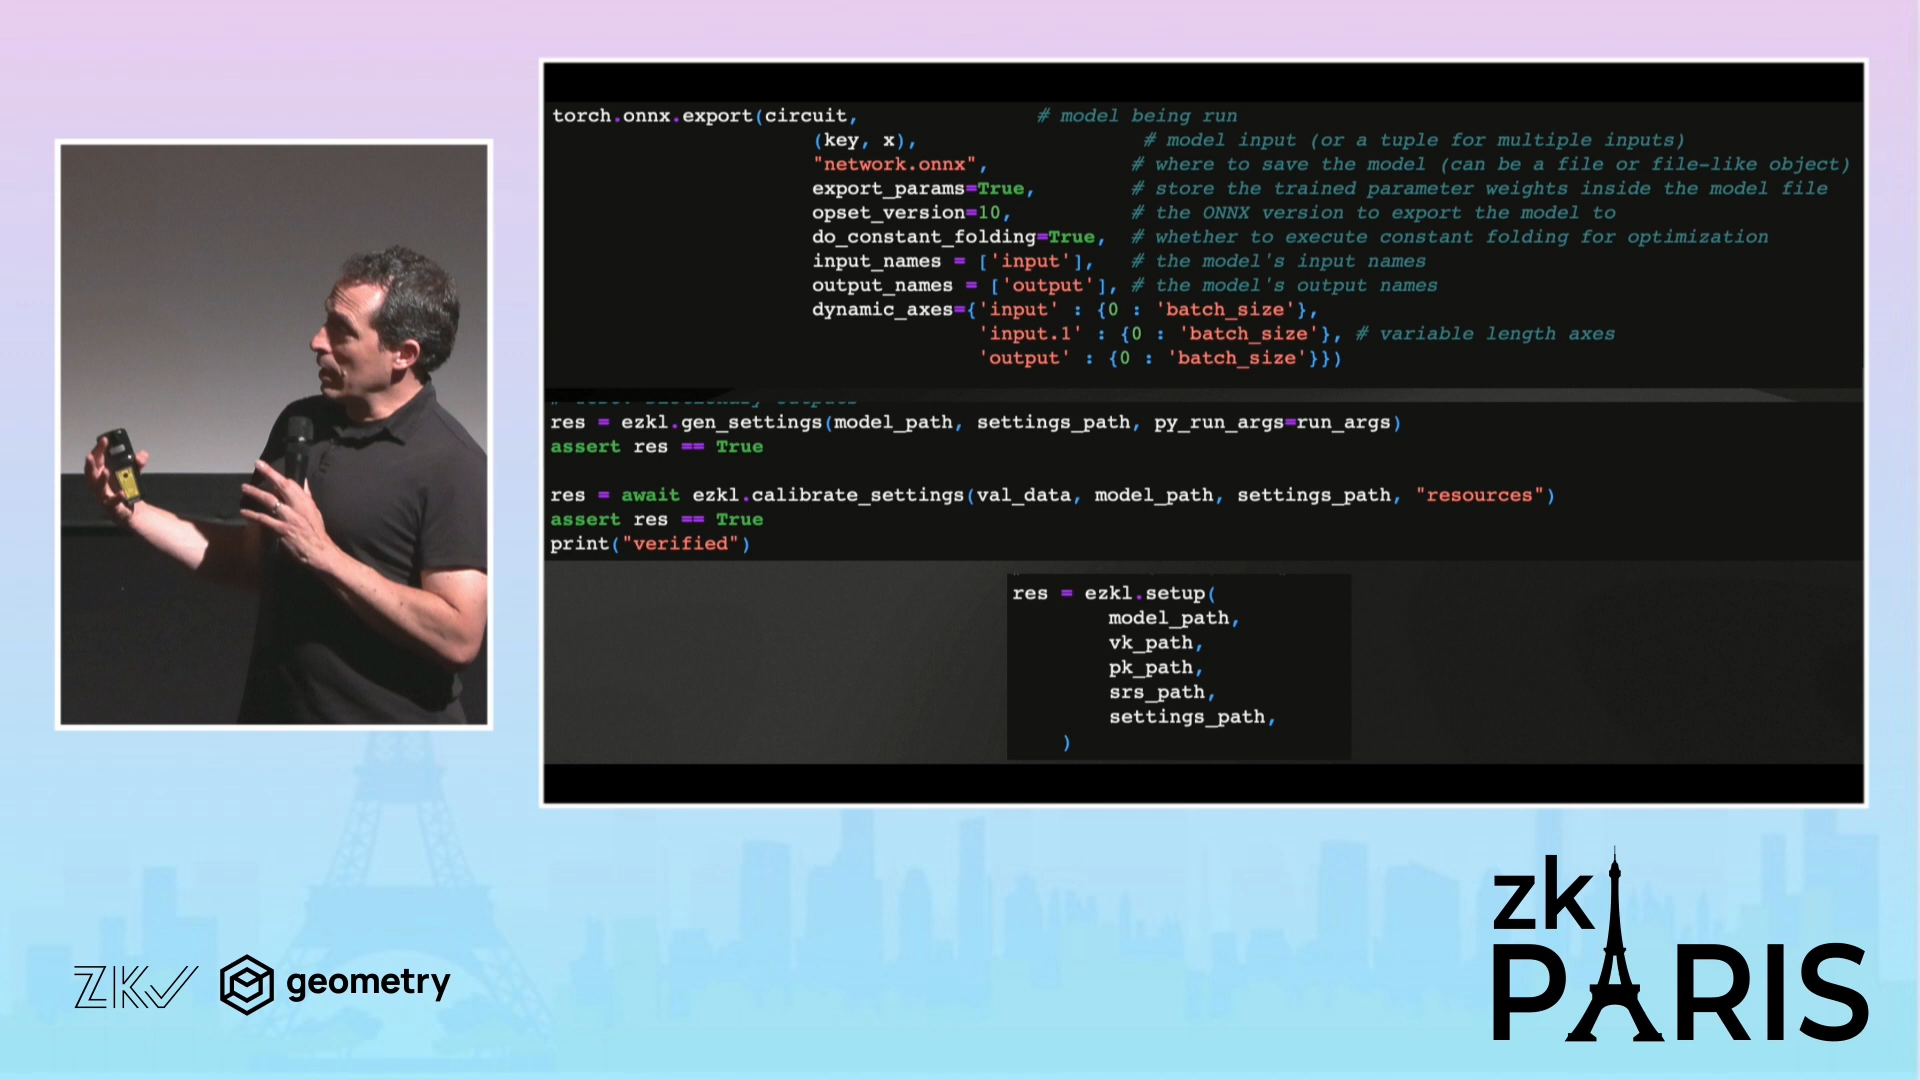 torch.onnx.export(circuit, # model being run
(key, x), # model input (or a tuple for multiple inputs)
"network.onnx", # where to save the model (can be a file or file-like object)
export_params=True, # store the trained parameter weights inside the model file
opset_version=10, # the ONNX version to export the model to
do_constant_folding=True, # whether to execute constant folding for optimization
input_names = ['input'], # the model's input names
output_names = ['output'], # the model's output names
dynamic_axes={'input' : {0 : 'batch_size'},
'input.1' : {0 : 'batch_size'}, # variable length axes
'output' : {0 : 'batch_size'}})
res = ezkl.gen_settings(model_path, settings_path, py_run_args=run_args)
assert res == True
res = await ezkl.calibrate_settings(val_data, model_path, settings_path, "resources")
assert res == True
print("verified")
res = ezkl.setup(
model_path,
vk_path,
pk_path,
srs_path,
settings_path,
)
ZKV
geometry
zk
PARIS